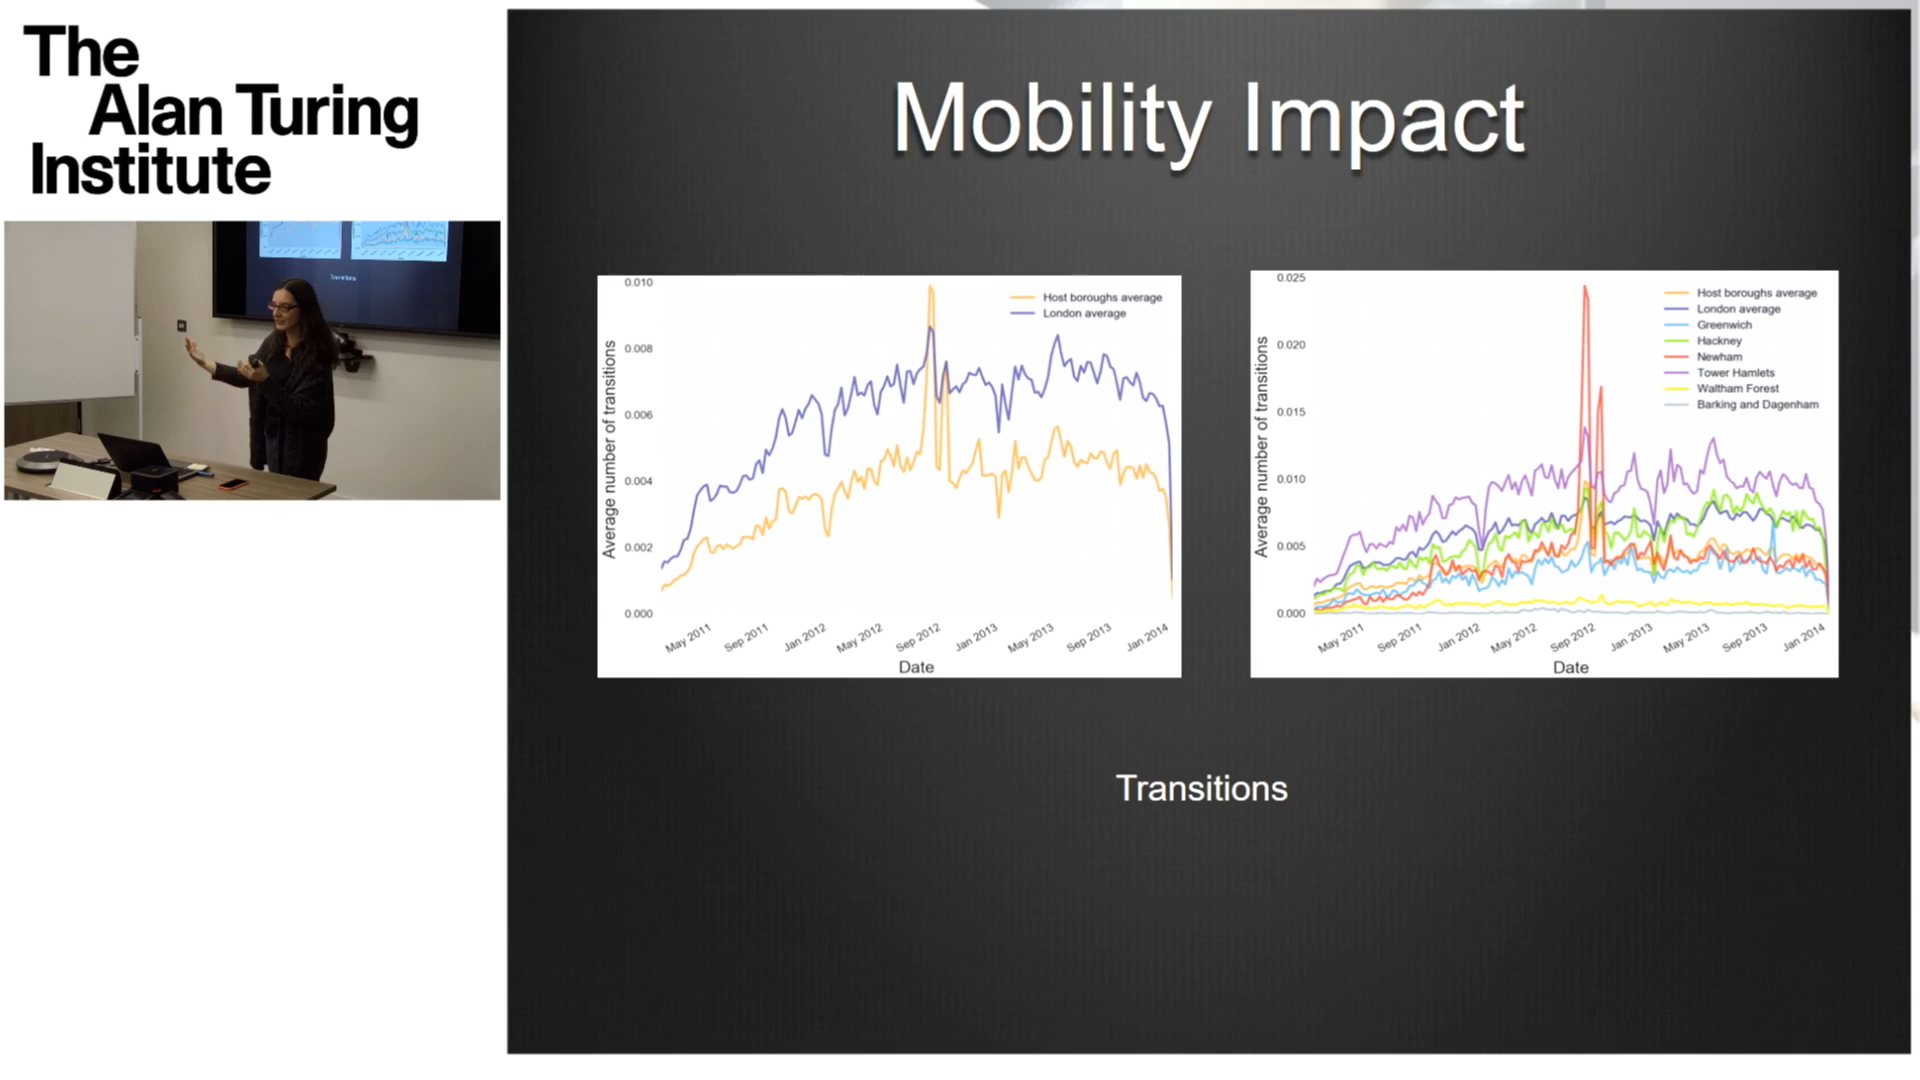 The
Alan Turing
Institute
Mobility Impact
0.010
0.008
0.006
0.004
0.002
0.000
Average number of transitions
Host boroughs average
London average
May 2011
Sep 2011
Jan 2012
May 2012
Sep 2012
Jan 2013
May 2013
Sep 2013
Jan 2014
Date
0.025
0.020
0.015
0.010
0.005
0.000
Average number of transitions
Host boroughs average
London average
Greenwich
Hackney
Newham
Tower Hamlets
Waltham Forest
Barking and Dagenham
May 2011
Sep 2011
Jan 2012
May 2012
Sep 2012
Jan 2013
May 2013
Sep 2013
Jan 2014
Date
Transitions
Transitions